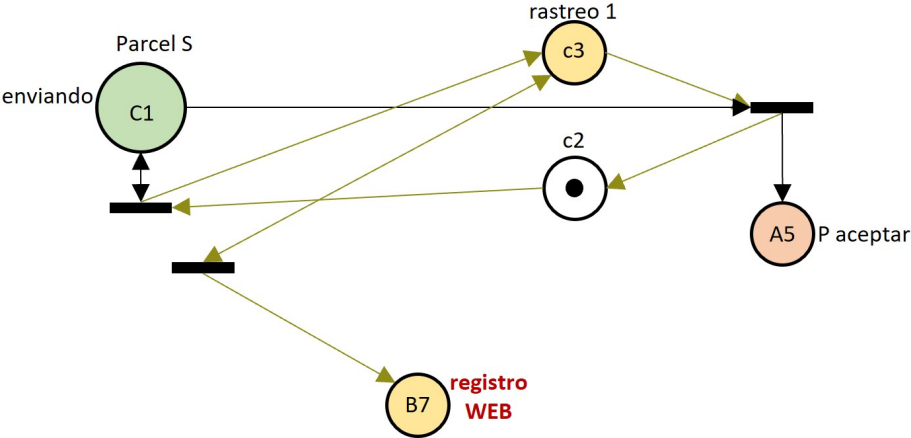 rastreo 1
Parcel S
c3
enviando
C1
c2
A5
P aceptar
registro
B7
WEB